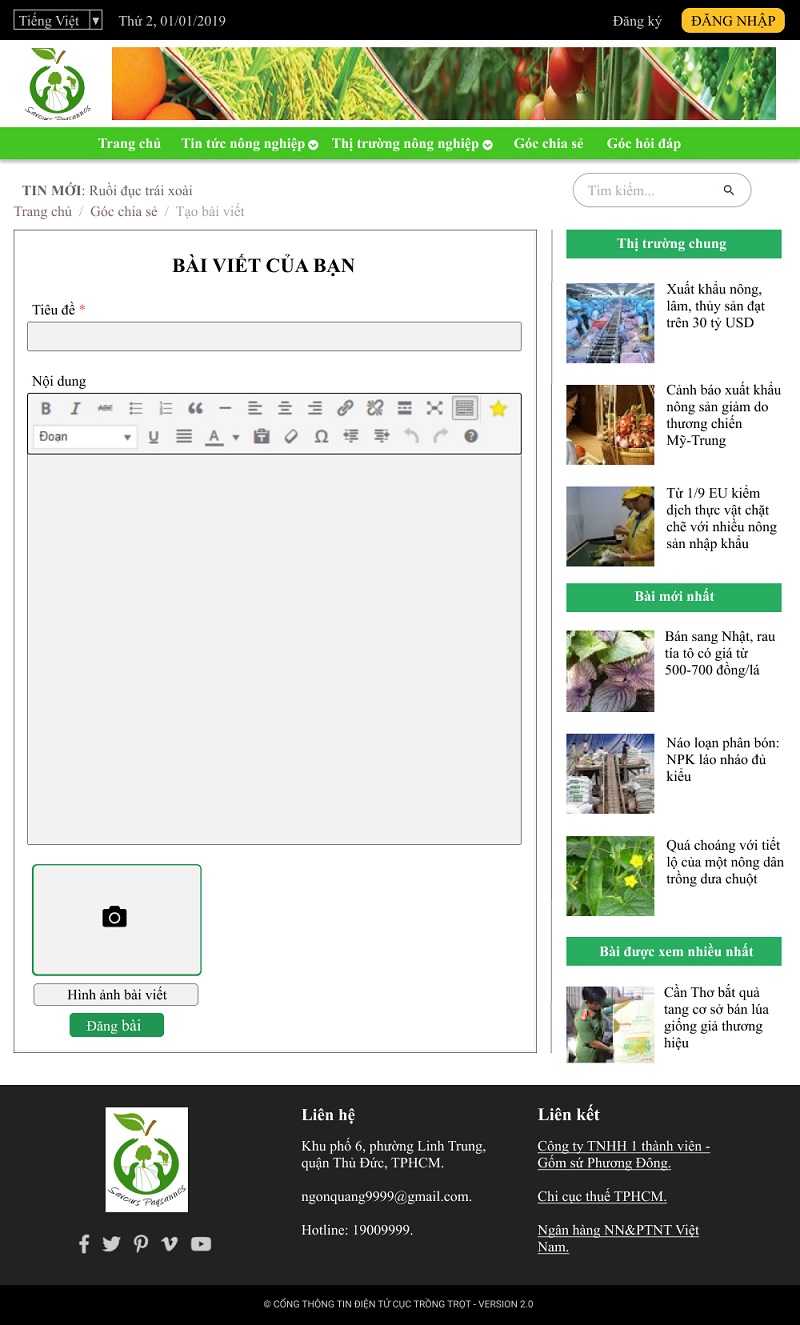 Tiếng Việt
Thứ 2, 01/01/2019
Đăng ký
ĐĂNG NHẬP
Saveurs Paysannes
Trang chủ
Tin tức nông nghiệp
Thị trường nông nghiệp
Góc chia sẻ
Góc hỏi đáp
TIN MỚI: Ruồi đục trái xoài
Tìm kiếm...
Trang chủ / Góc chia sẻ / Tạo bài viết
BÀI VIẾT CỦA BẠN
Tiêu đề *
Nội dung
B I ABC
Đoạn
U A Ω
Hình ảnh bài viết
Đăng bài
Thị trường chung
Xuất khẩu nông,
lâm, thủy sản đạt
trên 30 tỷ USD
Cảnh báo xuất khẩu
nông sản giảm do
thương chiến
Mỹ-Trung
Từ 1/9 EU kiểm
dịch thực vật chặt
chẽ với nhiều nông
sản nhập khẩu
Bài mới nhất
Bán sang Nhật, rau
tía tô có giá từ
500-700 đồng/lá
Náo loạn phân bón:
NPK láo nháo đủ
kiểu
Quá choáng với tiết
lộ của một nông dân
trồng dưa chuột
Bài được xem nhiều nhất
Cần Thơ bắt quả
tang cơ sở bán lúa
giống giả thương
hiệu
Saveurs Paysannes
Liên hệ
Khu phố 6, phường Linh Trung,
quận Thủ Đức, TPHCM.
ngonquang9999@gmail.com.
Hotline: 19009999.
Liên kết
Công ty TNHH 1 thành viên -
Gốm sứ Phương Đông.
Chi cục thuế TPHCM.
Ngân hàng NN&PTNT Việt
Nam.
© CỔNG THÔNG TIN ĐIỆN TỬ CỤC TRỒNG TRỌT - VERSION 2.0